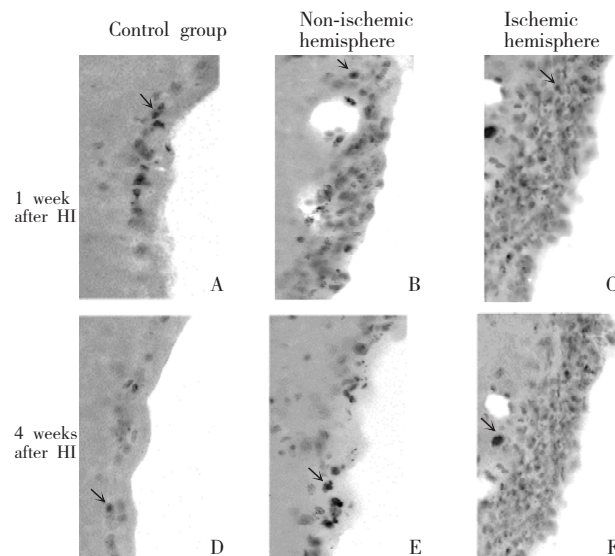 Control group
Non-ischemic
hemisphere
Ischemic
hemisphere
1 week
after HI
A
B
C
4 weeks
after HI
D
E
F